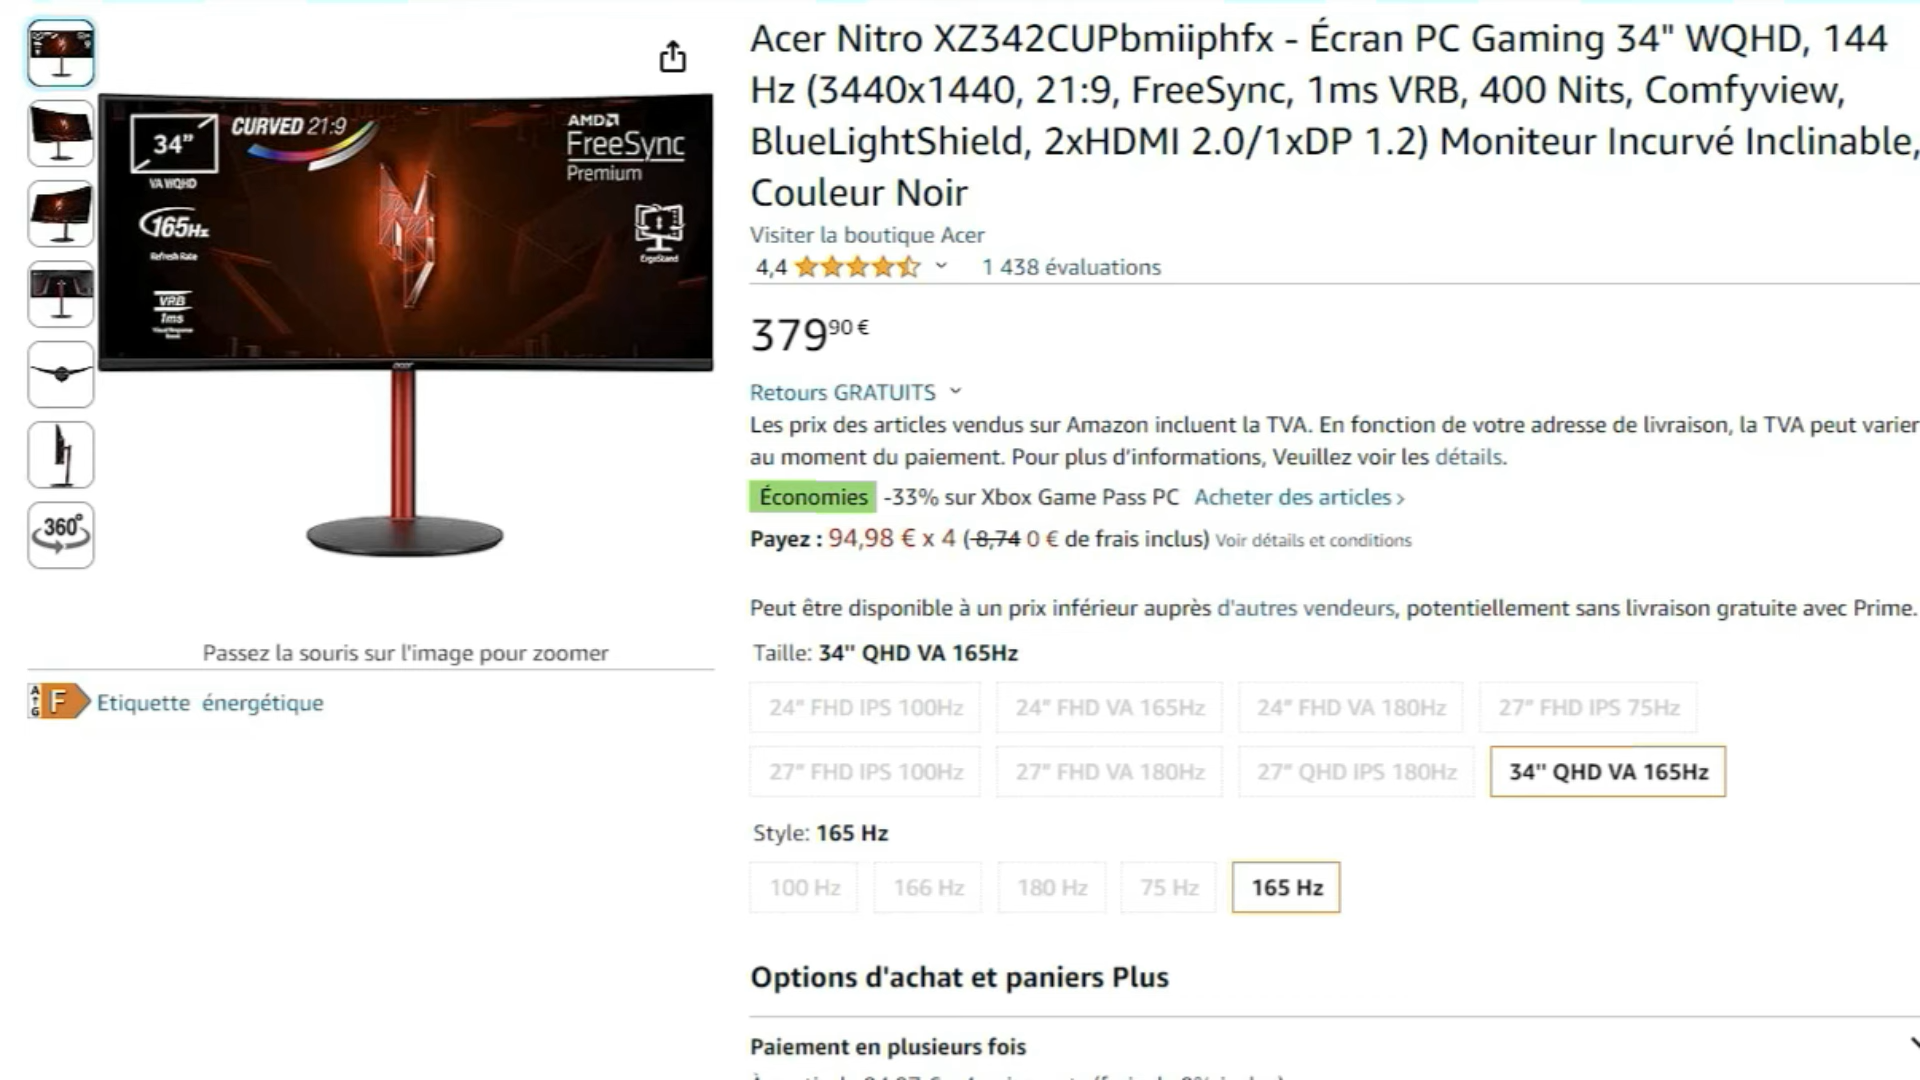 Acer Nitro XZ342CUPbmiiphfx - Écran PC Gaming 34" WQHD, 144
Hz (3440x1440, 21:9, FreeSync, 1ms VRB, 400 Nits, Comfyview,
BlueLightShield, 2xHDMI 2.0/1xDP 1.2) Moniteur Incurvé Inclinable,
Couleur Noir
Visiter la boutique Acer
4,4
1 438 évaluations
34"
VA WQHD
CURVED 21:9
AMD
FreeSync
Premium
165Hz
Refresh Rate
ErgoStand
VRB
1ms
acer
360°
Passez la souris sur l'image pour zoomer
A
G
F
Etiquette énergétique
379,90 €
Retours GRATUITS
Les prix des articles vendus sur Amazon incluent la TVA. En fonction de votre adresse de livraison, la TVA peut varier
au moment du paiement. Pour plus d'informations, Veuillez voir les détails.
Économies -33% sur Xbox Game Pass PC Acheter des articles ›
Payez : 94,98 € x 4 (8,74 0 € de frais inclus) Voir détails et conditions
Peut être disponible à un prix inférieur auprès d'autres vendeurs, potentiellement sans livraison gratuite avec Prime.
Taille: 34'' QHD VA 165Hz
24" FHD IPS 100Hz
24" FHD VA 165Hz
24" FHD VA 180Hz
27" FHD IPS 75Hz
27" FHD IPS 100Hz
27" FHD VA 180Hz
27" QHD IPS 180Hz
34'' QHD VA 165Hz
Style: 165 Hz
100 Hz
166 Hz
180 Hz
75 Hz
165 Hz
Options d'achat et paniers Plus
Paiement en plusieurs fois